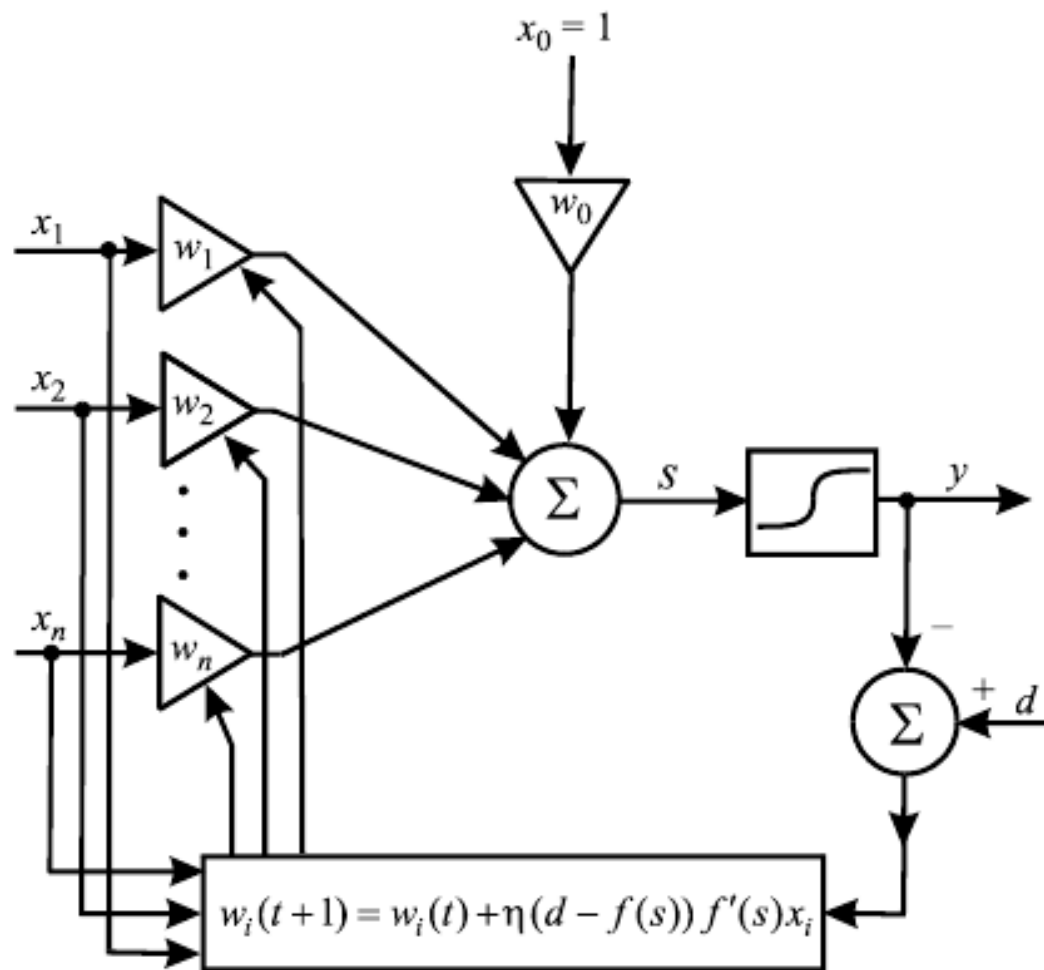 x₀ = 1
w₀
x₁
w₁
x₂
w₂
Σ
s
y
xₙ
wₙ
−
Σ
+
d
wᵢ(t+1) = wᵢ(t)+η(d − f(s)) f′(s)xᵢ